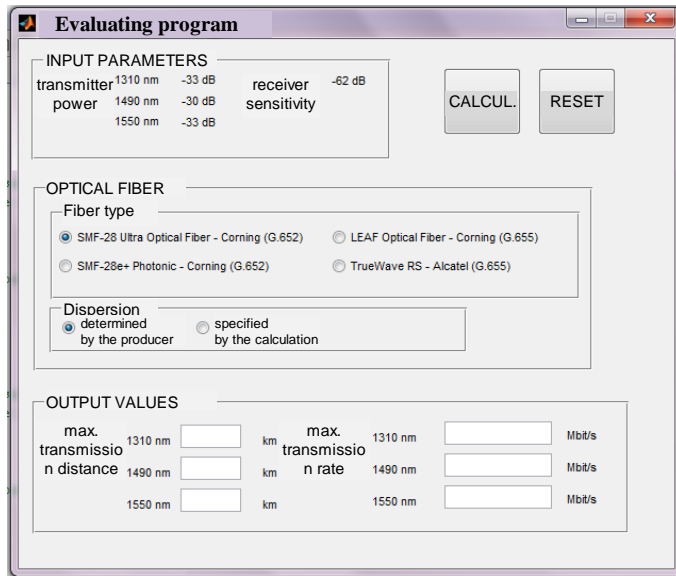 Evaluating program
INPUT PARAMETERS
transmitter power
1310 nm -33 dB
1490 nm -30 dB
1550 nm -33 dB
receiver sensitivity
-62 dB
CALCUL.
RESET
OPTICAL FIBER
Fiber type
SMF-28 Ultra Optical Fiber - Corning (G.652)
LEAF Optical Fiber - Corning (G.655)
SMF-28e+ Photonic - Corning (G.652)
TrueWave RS - Alcatel (G.655)
Dispersion
determined
by the producer
specified
by the calculation
OUTPUT VALUES
max.
transmissio
n distance
1310 nm km
1490 nm km
1550 nm km
max.
transmissio
n rate
1310 nm Mbit/s
1490 nm Mbit/s
1550 nm Mbit/s